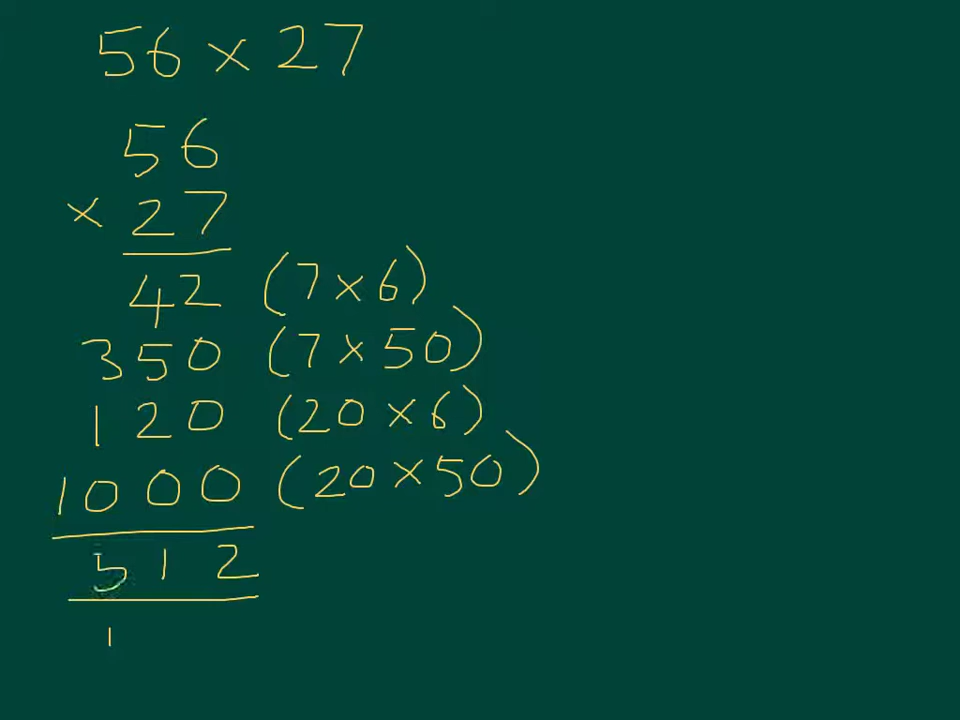 56 × 27
56
× 27
42 (7 × 6)
350 (7 × 50)
120 (20 × 6)
1000 (20 × 50)
512
1